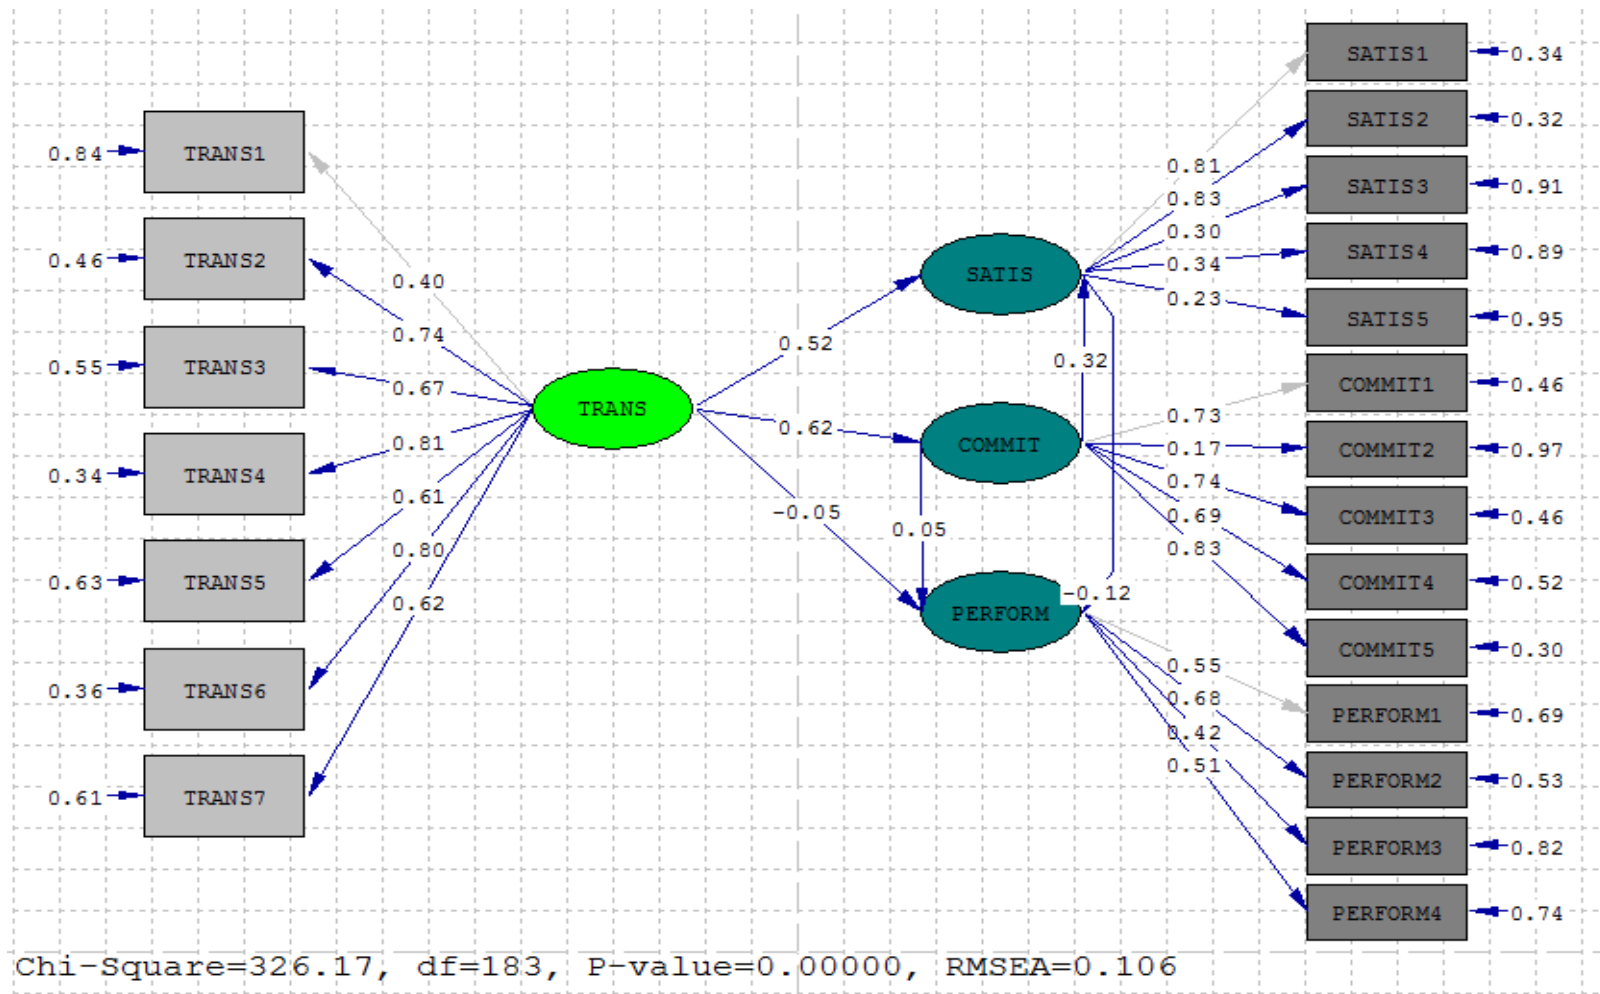 0.84
TRANS1
0.46
TRANS2
0.55
TRANS3
0.34
TRANS4
0.63
TRANS5
0.36
TRANS6
0.61
TRANS7
0.40
0.74
0.67
0.81
0.61
0.80
0.62
TRANS
0.52
0.62
-0.05
SATIS
0.32
COMMIT
0.05
-0.12
PERFORM
0.81
0.83
0.30
0.34
0.23
0.73
0.17
0.74
0.69
0.83
0.55
0.68
0.42
0.51
SATIS1
0.34
SATIS2
0.32
SATIS3
0.91
SATIS4
0.89
SATIS5
0.95
COMMIT1
0.46
COMMIT2
0.97
COMMIT3
0.46
COMMIT4
0.52
COMMIT5
0.30
PERFORM1
0.69
PERFORM2
0.53
PERFORM3
0.82
PERFORM4
0.74
Chi-Square=326.17, df=183, P-value=0.00000, RMSEA=0.106